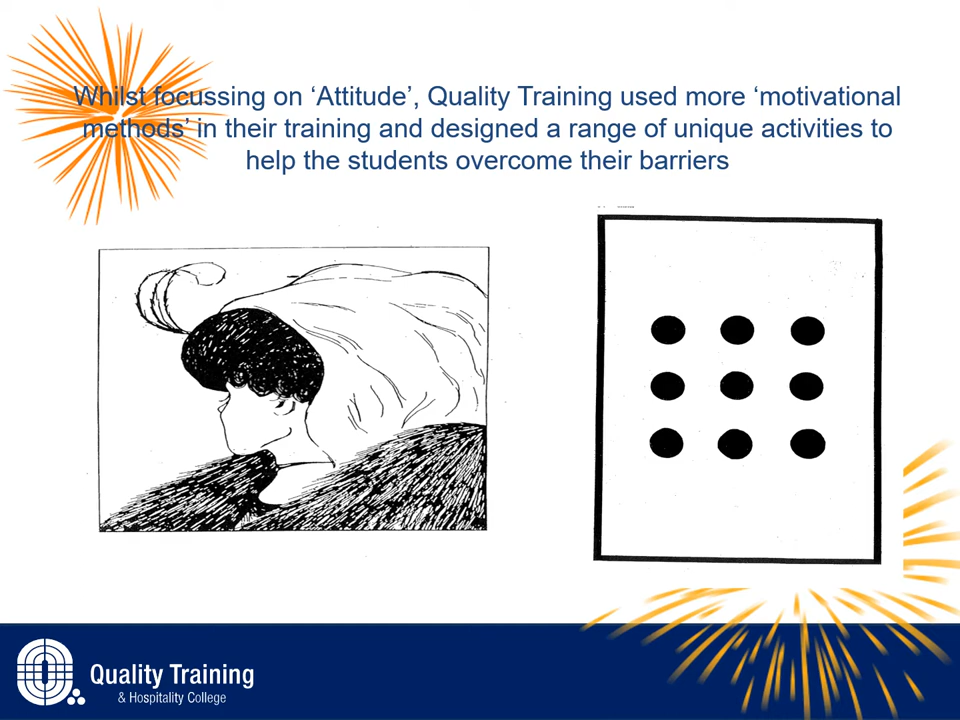 Whilst focussing on ‘Attitude’, Quality Training used more ‘motivational
methods’ in their training and designed a range of unique activities to
help the students overcome their barriers
Quality Training
& Hospitality College